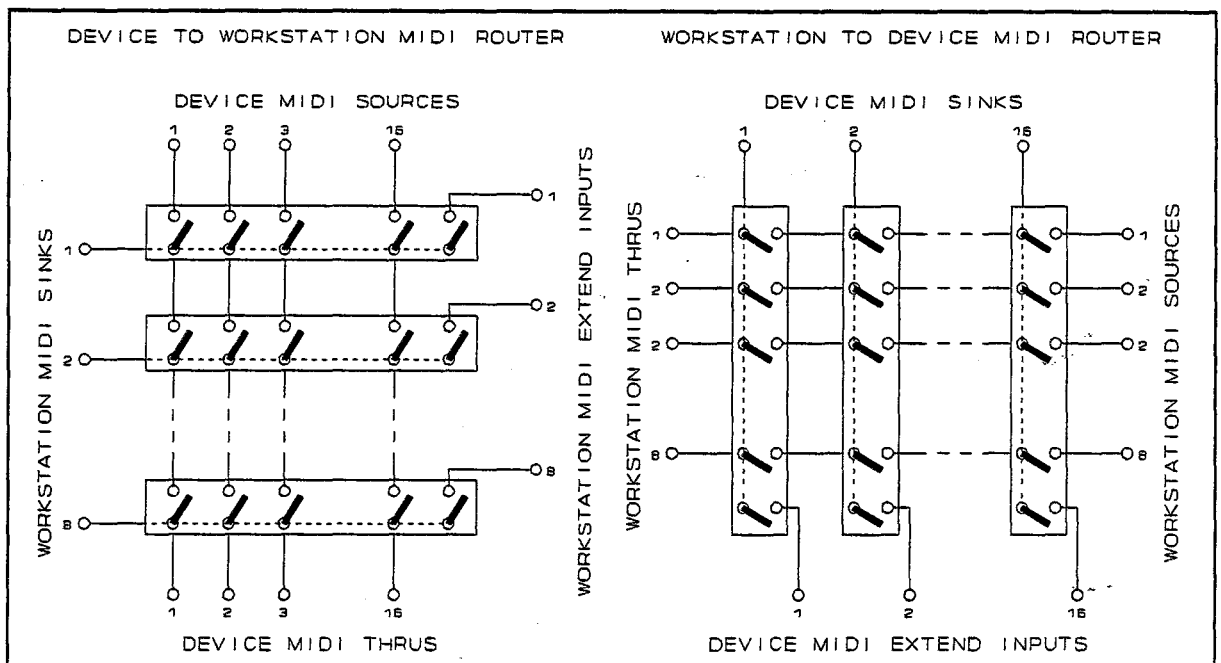 DEVICE TO WORKSTATION MIDI ROUTER
DEVICE MIDI SOURCES
1 2 3 16
WORKSTATION MIDI SINKS
1
2
8
WORKSTATION MIDI EXTEND INPUTS
1
2
8
1 2 3 16
DEVICE MIDI THRUS
WORKSTATION TO DEVICE MIDI ROUTER
DEVICE MIDI SINKS
1 2 16
WORKSTATION MIDI THRUS
1
2
2
8
WORKSTATION MIDI SOURCES
1
2
2
8
1 2 16
DEVICE MIDI EXTEND INPUTS